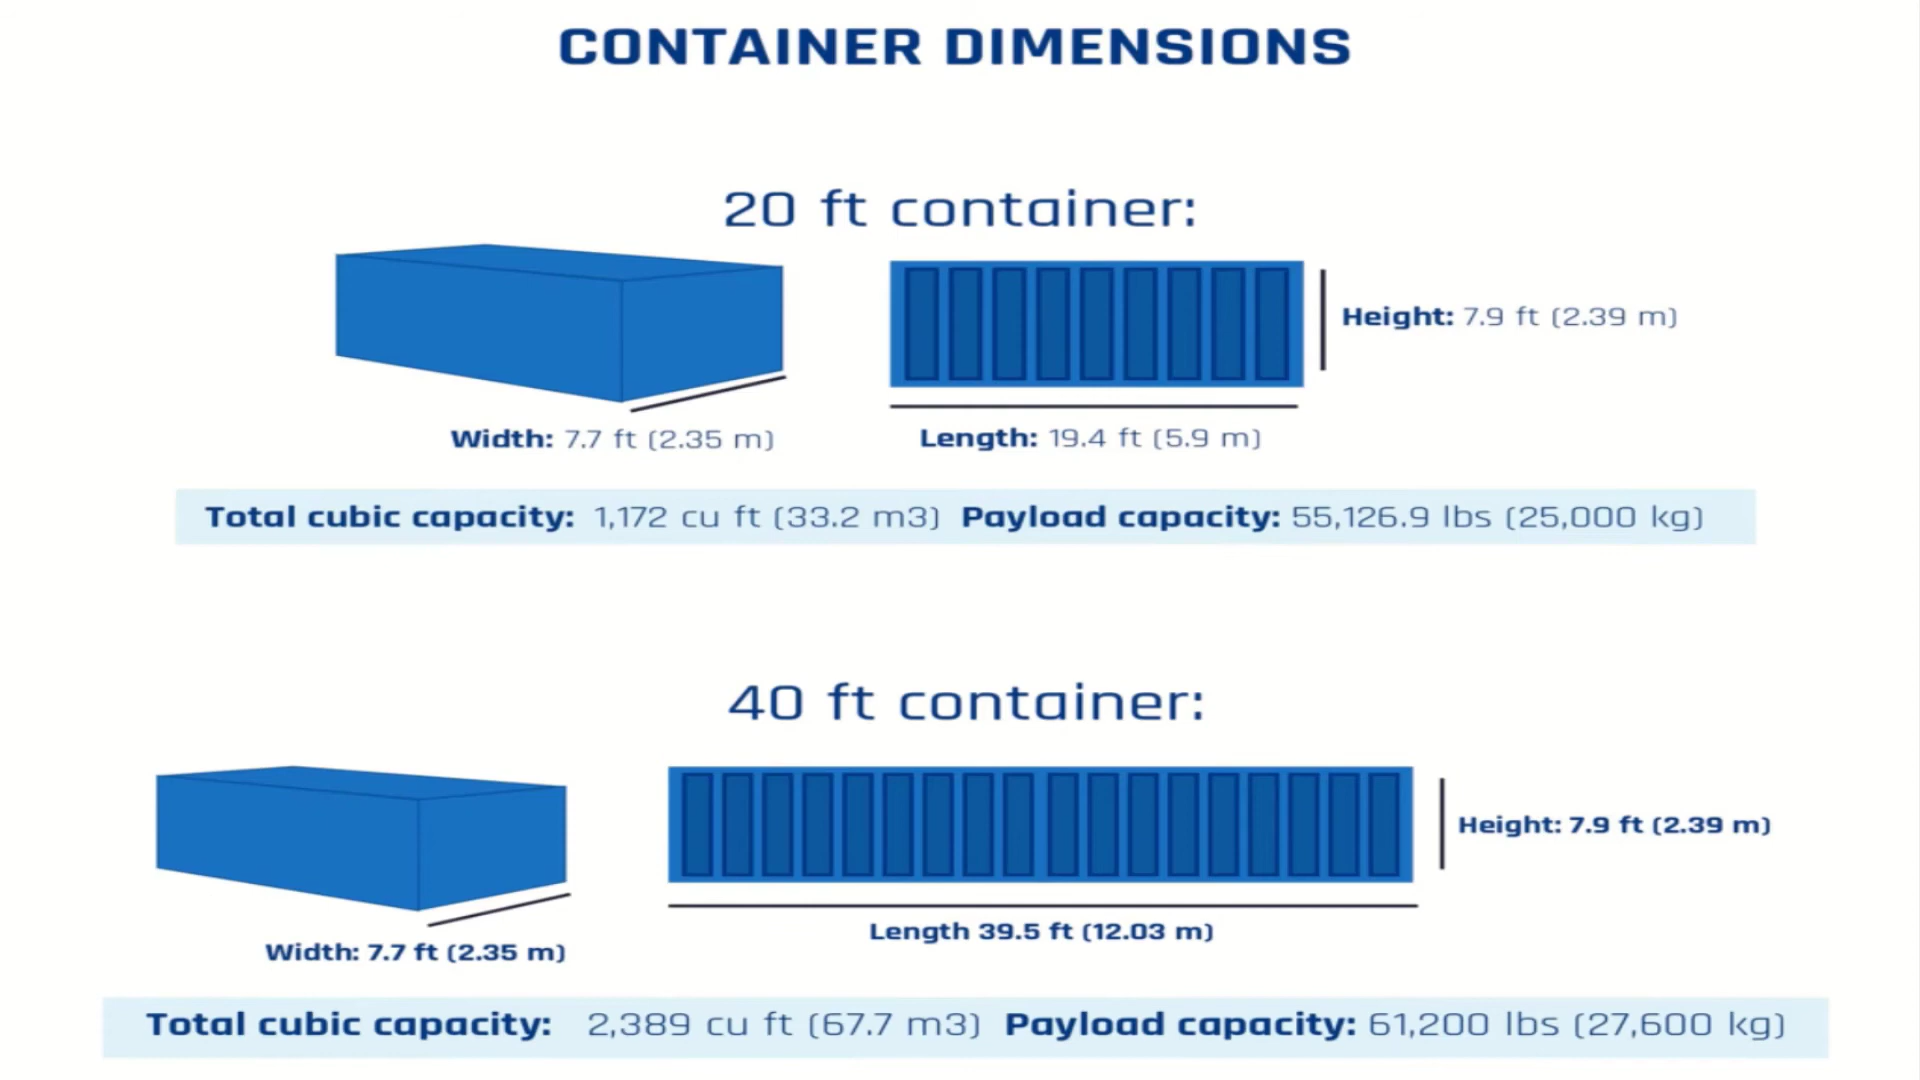 CONTAINER DIMENSIONS
20 ft container:
Height: 7.9 ft (2.39 m)
Width: 7.7 ft (2.35 m)
Length: 19.4 ft (5.9 m)
Total cubic capacity: 1,172 cu ft (33.2 m3) Payload capacity: 55,126.9 lbs (25,000 kg)
40 ft container:
Height: 7.9 ft (2.39 m)
Length 39.5 ft (12.03 m)
Width: 7.7 ft (2.35 m)
Total cubic capacity: 2,389 cu ft (67.7 m3) Payload capacity: 61,200 lbs (27,600 kg)